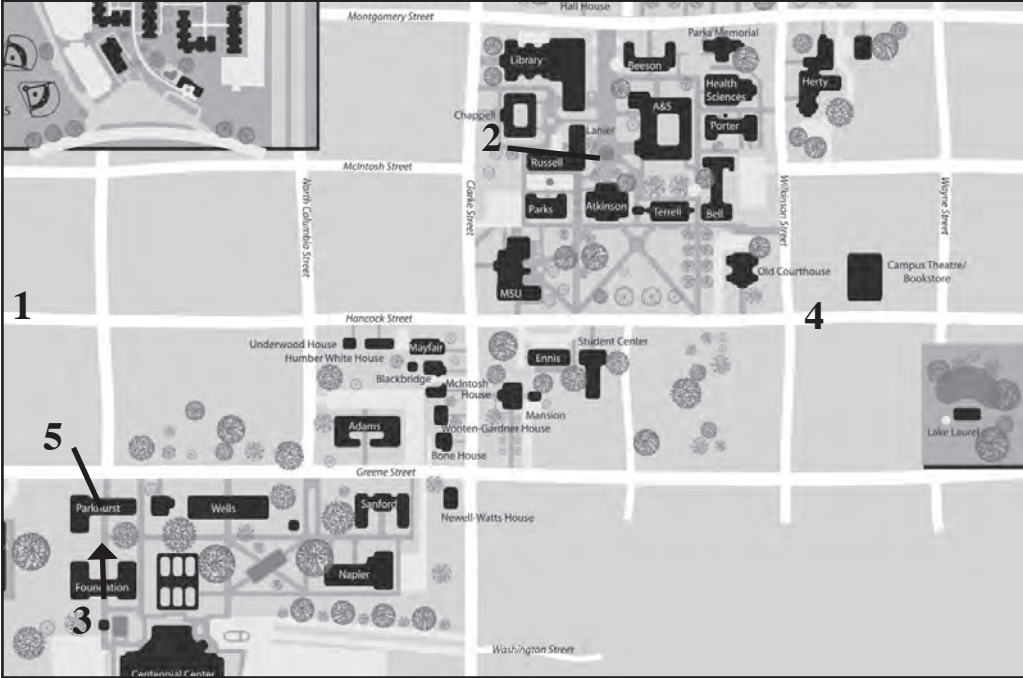 Hall House
Montgomery Street
Parks Memorial
Library
Beeson
Herty
Health
Sciences
Chappell
A&S
S
2
Lanier
Porter
Russell
McIntosh Street
North Columbia Street
Clarke Street
Wilkinson Street
Wayne Street
Parks
Atkinson
Terrell
Bell
Old Courthouse
Campus Theatre/
Bookstore
MSU
1
Hancock Street
4
Underwood House
Humber White House
Mayfair
Ennis
Student Center
Blackbridge
McIntosh
House
Mansion
Adams
Wooten-Gardner House
Lake Laurel
5
Bone House
Greene Street
Parkhurst
Wells
Sanford
Newell-Watts House
Foundation
Napier
3
Washington Street
Centennial Center